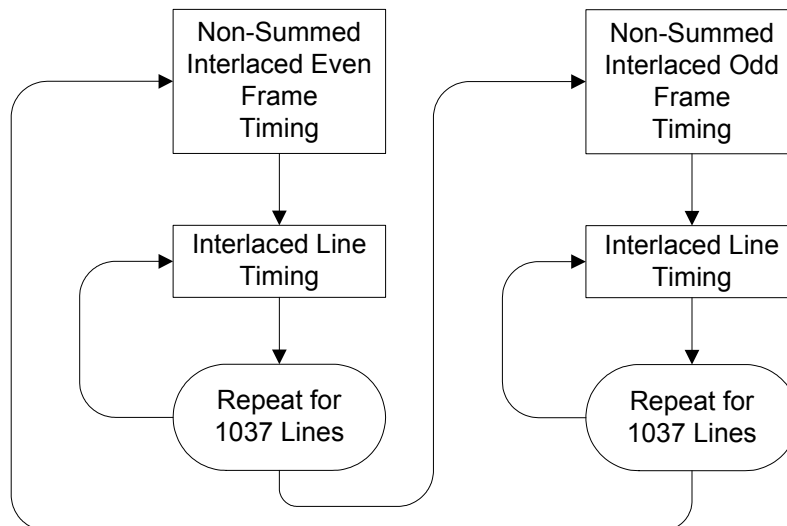 Non-Summed
Interlaced Even
Frame
Timing
Interlaced Line
Timing
Repeat for
1037 Lines
Non-Summed
Interlaced Odd
Frame
Timing
Interlaced Line
Timing
Repeat for
1037 Lines